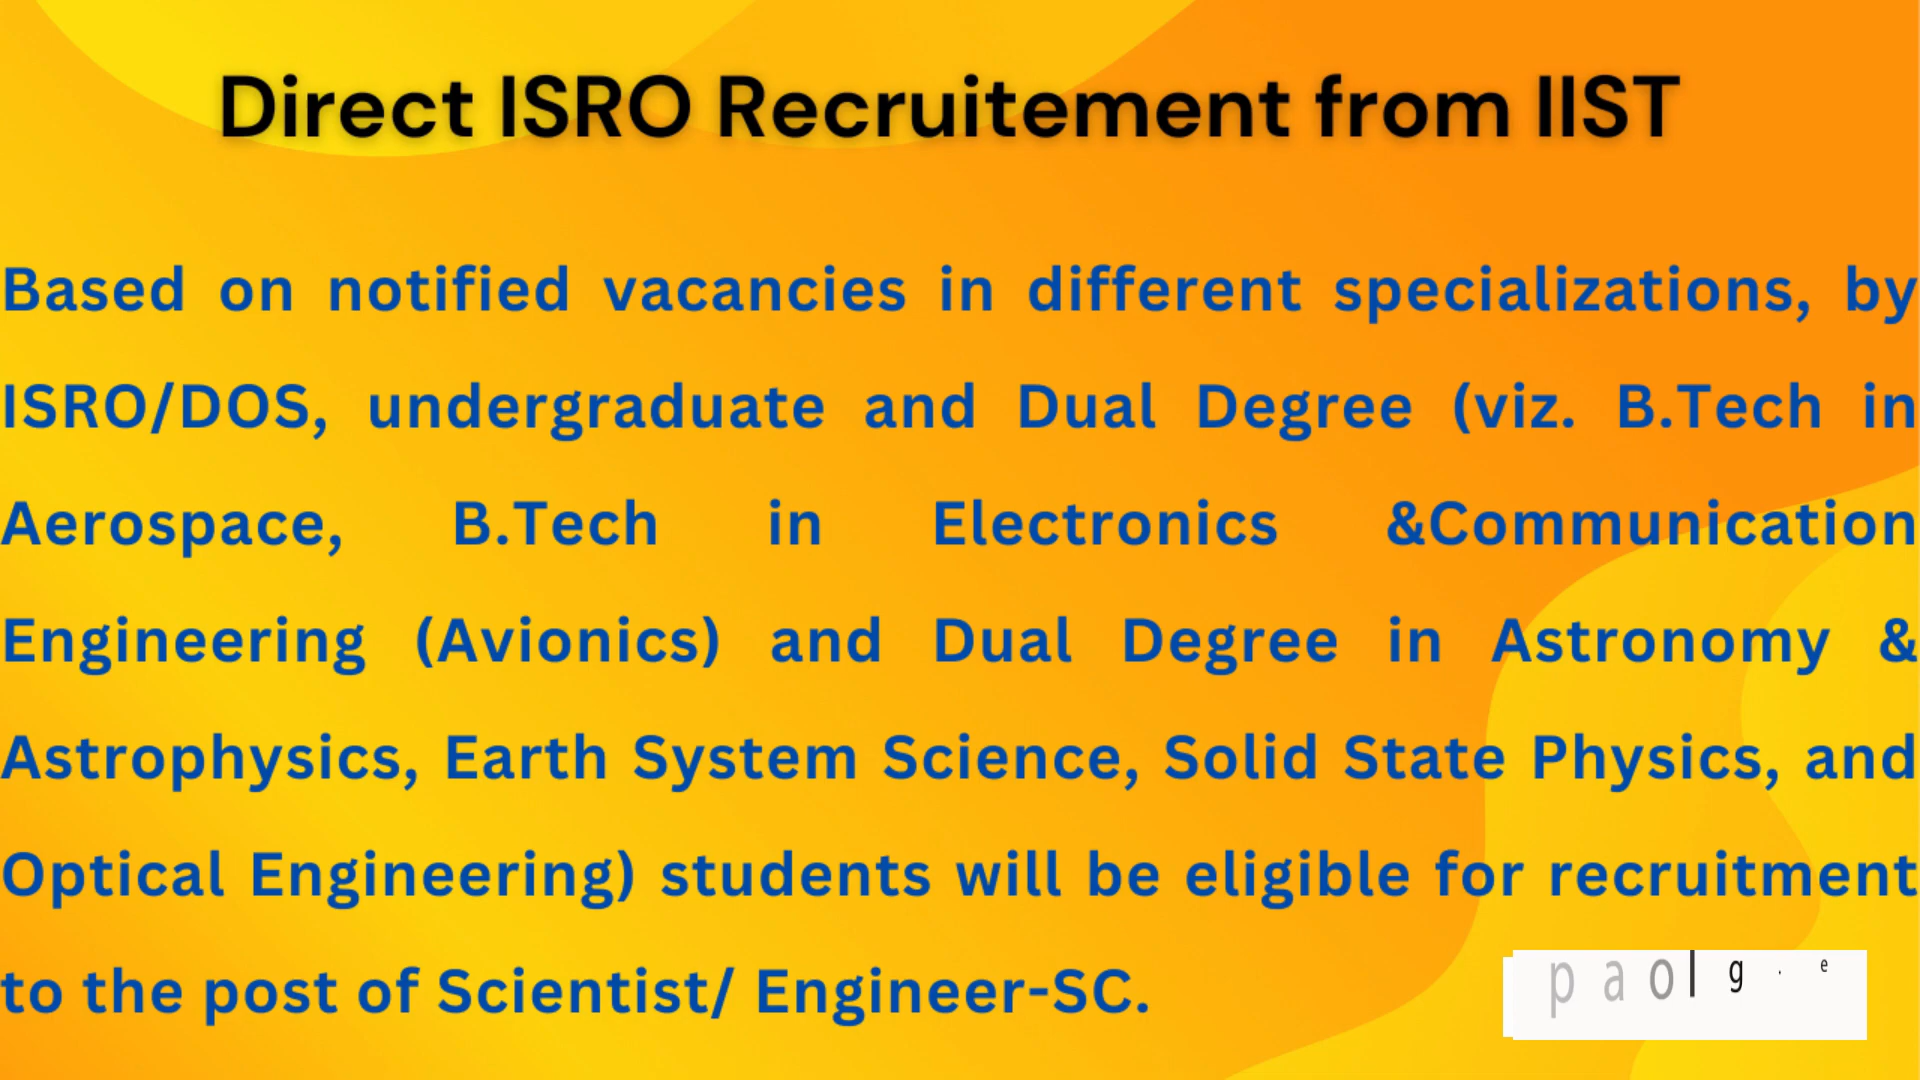 Direct ISRO Recruitement from IIST
Based on notified vacancies in different specializations, by
ISRO/DOS, undergraduate and Dual Degree (viz. B.Tech in
Aerospace, B.Tech in Electronics &Communication
Engineering (Avionics) and Dual Degree in Astronomy &
Astrophysics, Earth System Science, Solid State Physics, and
Optical Engineering) students will be eligible for recruitment
to the post of Scientist/ Engineer-SC.
p a o l g . e